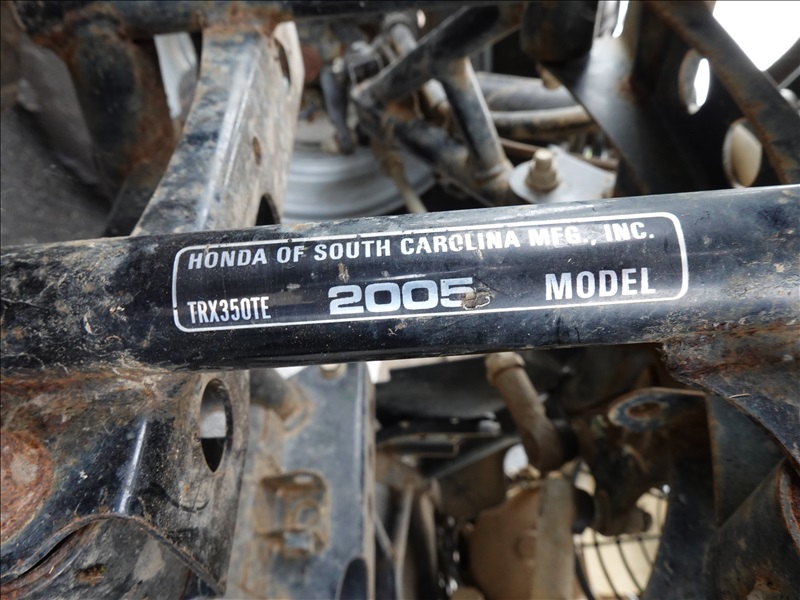 HONDA OF SOUTH CAROLINA MFG., INC.
TRX350TE 2005 MODEL